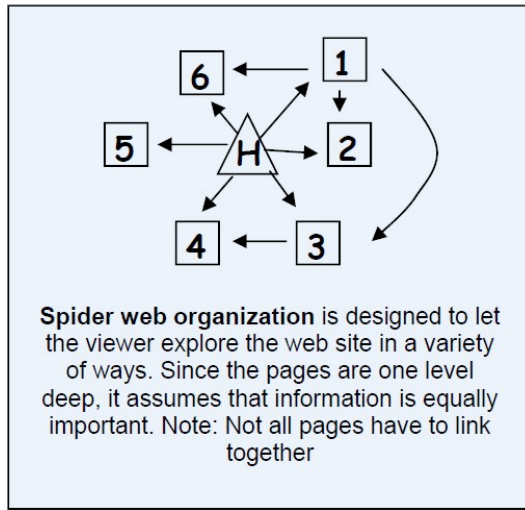 6 1
5 H 2
4 3
Spider web organization is designed to let
the viewer explore the web site in a variety
of ways. Since the pages are one level
deep, it assumes that information is equally
important. Note: Not all pages have to link
together